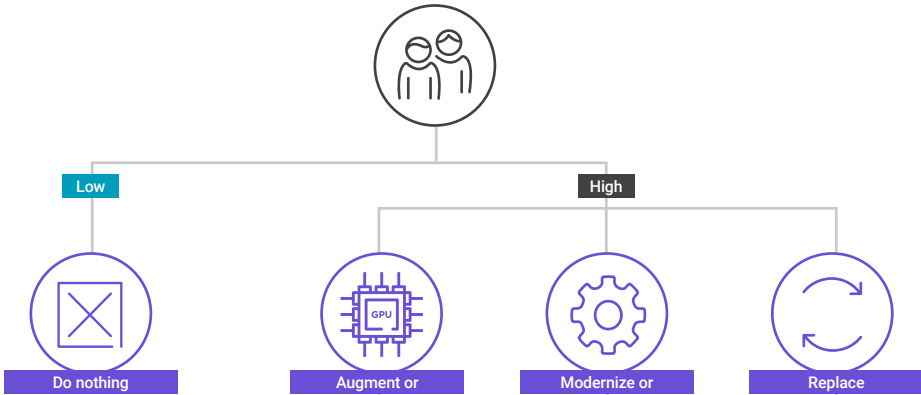 Low
High
GPU
Do nothing
Augment or
Modernize or
Replace